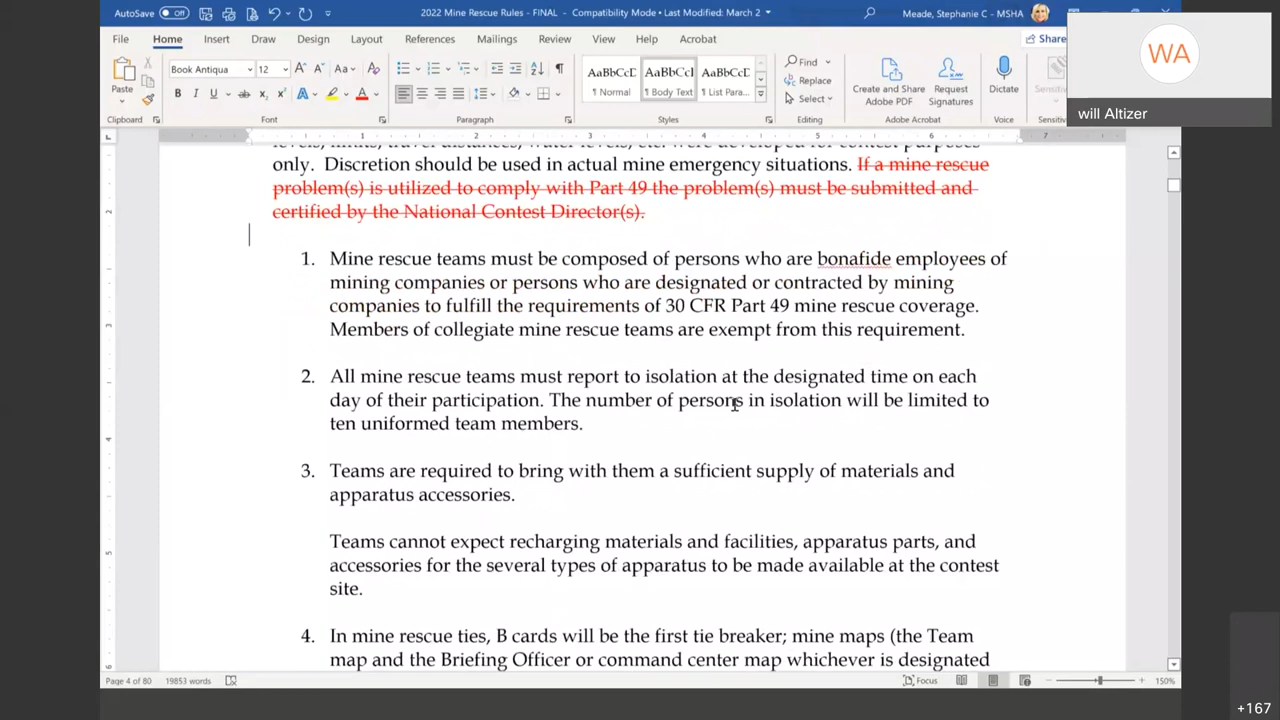 AutoSave Off 2022 Mine Rescue Rules - FINAL - Compatibility Mode • Last Modified: March 2 Meade, Stephanie C - MSHA
File Home Insert Draw Design Layout References Mailings Review View Help Acrobat Share
WA
will Altizer
Paste
Book Antiqua 12
Find
Replace
Select
AaBbCcD AaBbCcI AaBbCcD
¶ Normal ¶ Body Text ¶ List Para...
Create and Share Adobe PDF
Request Signatures
Dictate
Clipboard Font Paragraph Styles Editing Adobe Acrobat Voice
only. Discretion should be used in actual mine emergency situations. If a mine rescue
problem(s) is utilized to comply with Part 49 the problem(s) must be submitted and
certified by the National Contest Director(s).
1. Mine rescue teams must be composed of persons who are bonafide employees of
mining companies or persons who are designated or contracted by mining
companies to fulfill the requirements of 30 CFR Part 49 mine rescue coverage.
Members of collegiate mine rescue teams are exempt from this requirement.
2. All mine rescue teams must report to isolation at the designated time on each
day of their participation. The number of persons in isolation will be limited to
ten uniformed team members.
3. Teams are required to bring with them a sufficient supply of materials and
apparatus accessories.
Teams cannot expect recharging materials and facilities, apparatus parts, and
accessories for the several types of apparatus to be made available at the contest
site.
4. In mine rescue ties, B cards will be the first tie breaker; mine maps (the Team
map and the Briefing Officer or command center map whichever is designated
Page 4 of 80 19853 words Focus 150%
+167